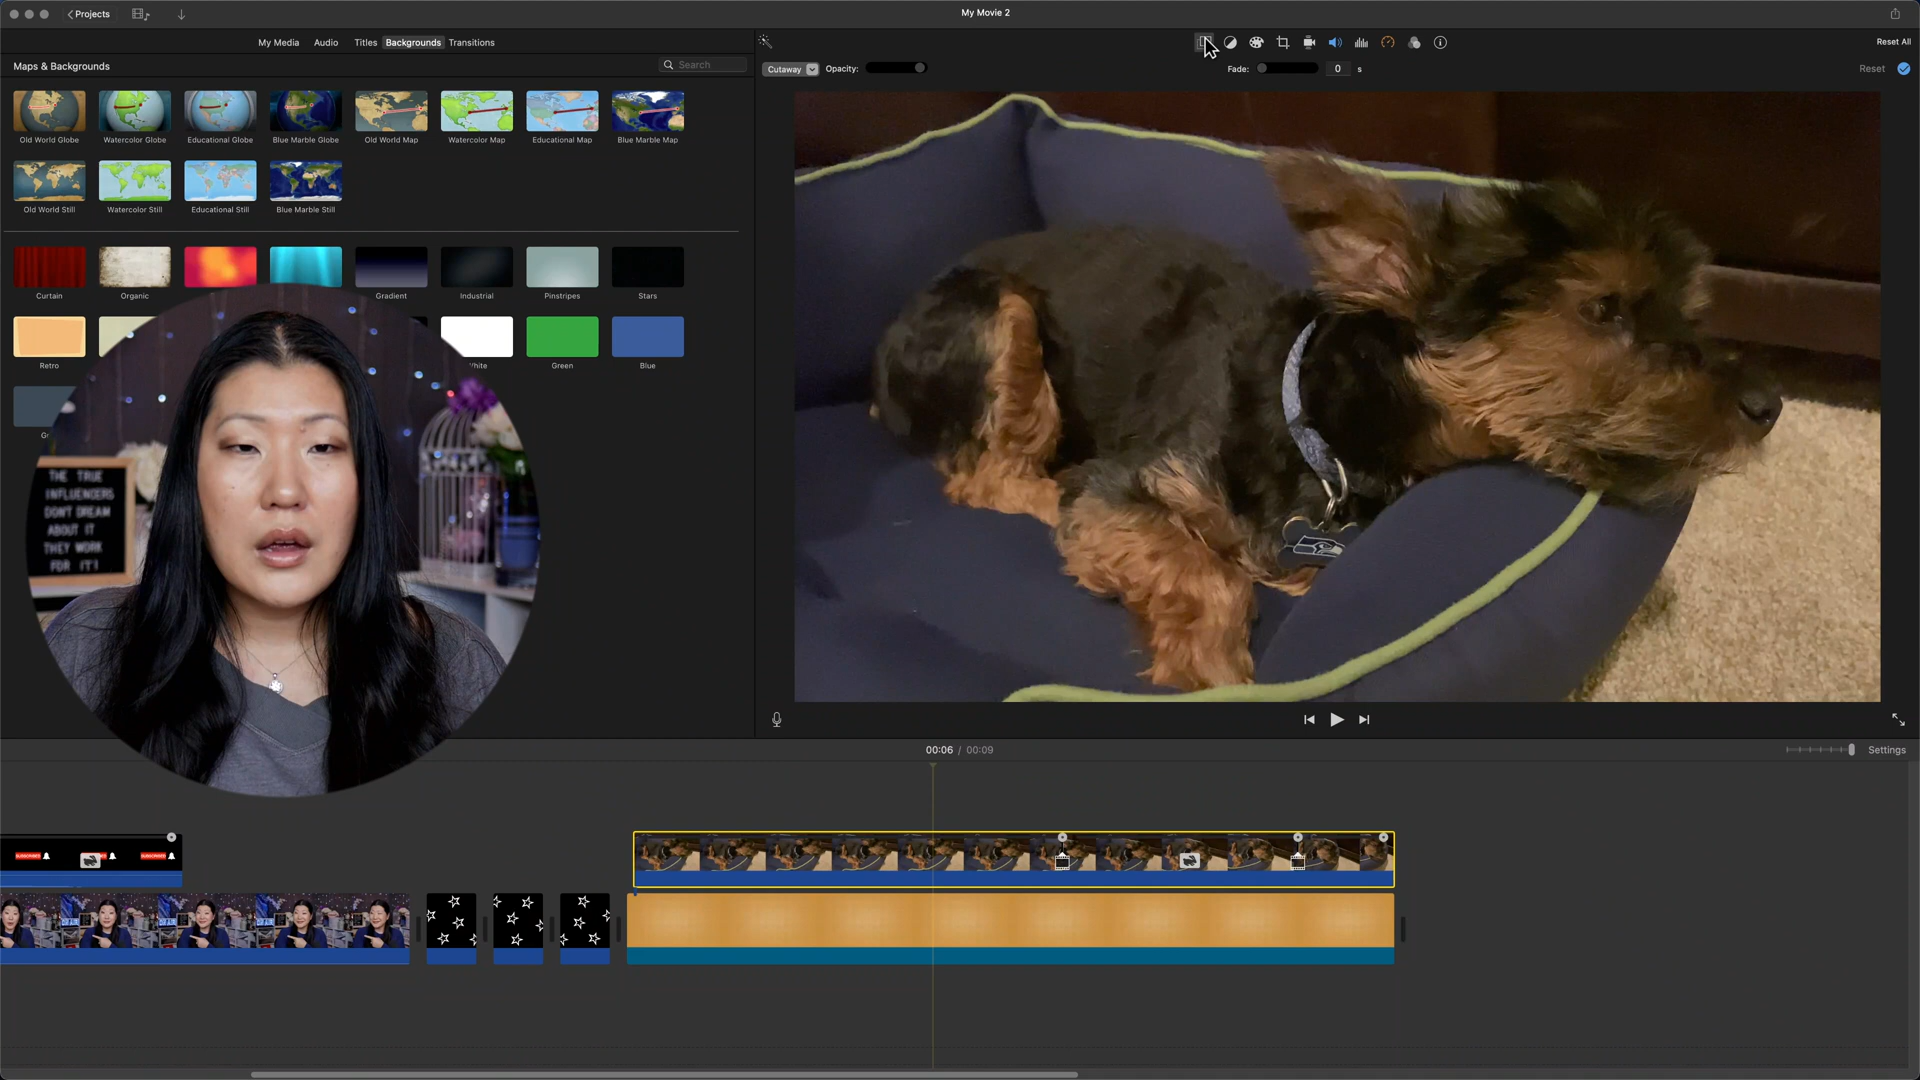 Projects
My Movie 2
My Media
Audio
Titles
Backgrounds
Transitions
Reset All
Maps & Backgrounds
Search
Cutaway
Opacity:
Fade:
0
s
Reset
Old World Globe
Watercolor Globe
Educational Globe
Blue Marble Globe
Old World Map
Watercolor Map
Educational Map
Blue Marble Map
Old World Still
Watercolor Still
Educational Still
Blue Marble Still
Curtain
Organic
Gradient
Industrial
Pinstripes
Stars
Retro
White
Green
Blue
THE TRUE
INFLUENCERS
DON'T DREAM
ABOUT IT
THEY WORK
FOR IT!
00:06 / 00:09
Settings
SUBSCRIBED
SUBSCRIBED